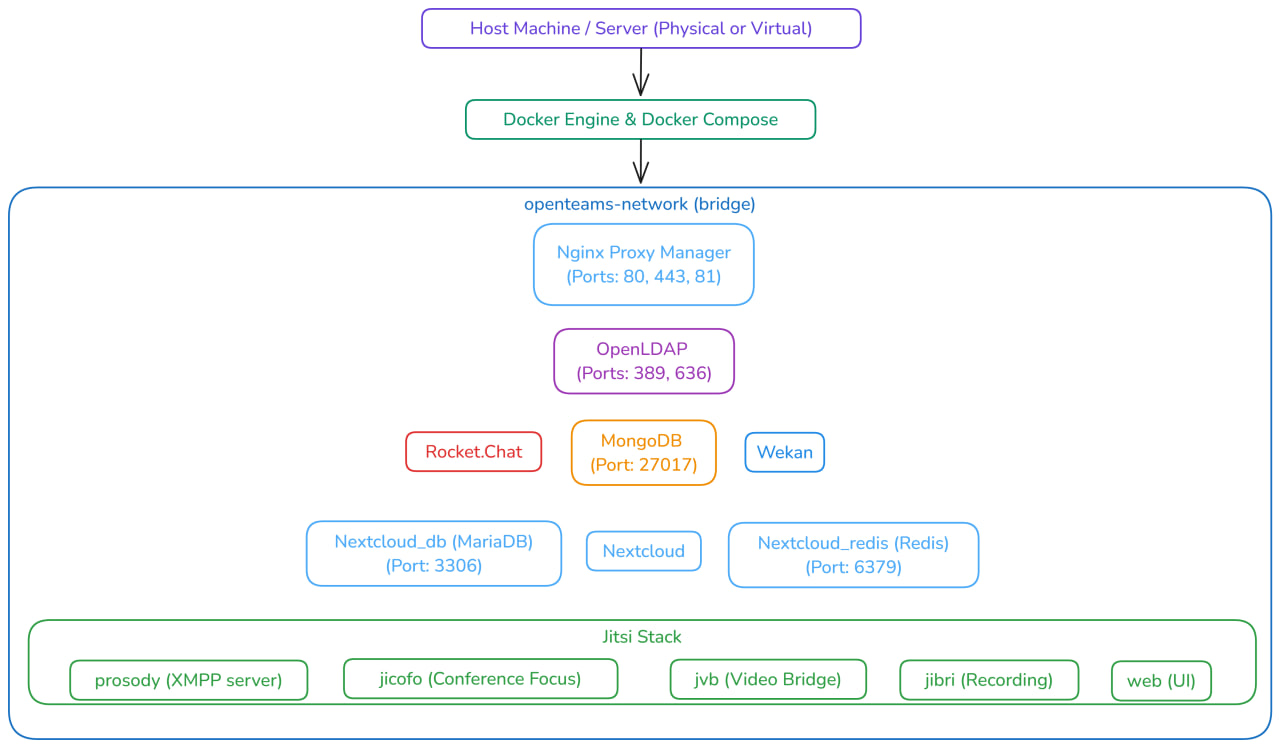 Host Machine / Server (Physical or Virtual)
Docker Engine & Docker Compose
openteams-network (bridge)
Nginx Proxy Manager
(Ports: 80, 443, 81)
OpenLDAP
(Ports: 389, 636)
Rocket.Chat
MongoDB
(Port: 27017)
Wekan
Nextcloud_db (MariaDB)
(Port: 3306)
Nextcloud
Nextcloud_redis (Redis)
(Port: 6379)
Jitsi Stack
prosody (XMPP server)
jicofo (Conference Focus)
jvb (Video Bridge)
jibri (Recording)
web (UI)